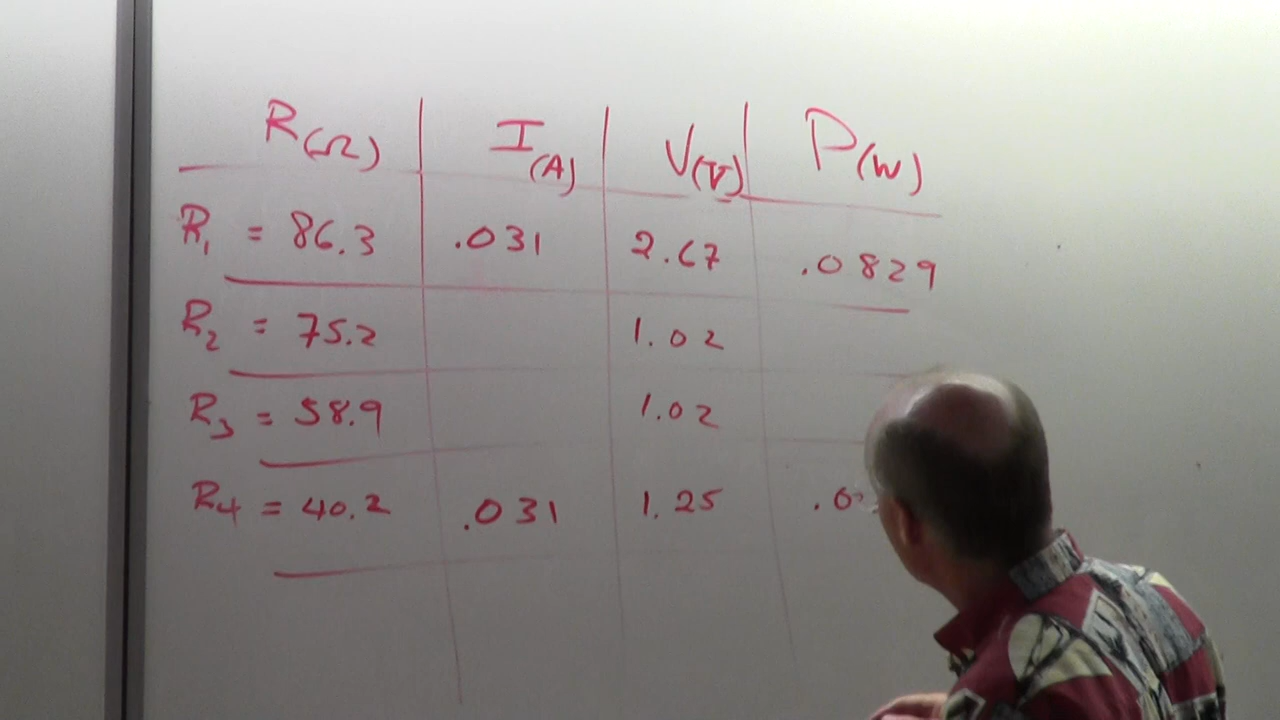 R(Ω) I(A) V(V) P(W)
R1 = 86.3 .031 2.67 .0829
R2 = 75.2 1.02
R3 = 58.9 1.02
R4 = 40.2 .031 1.25